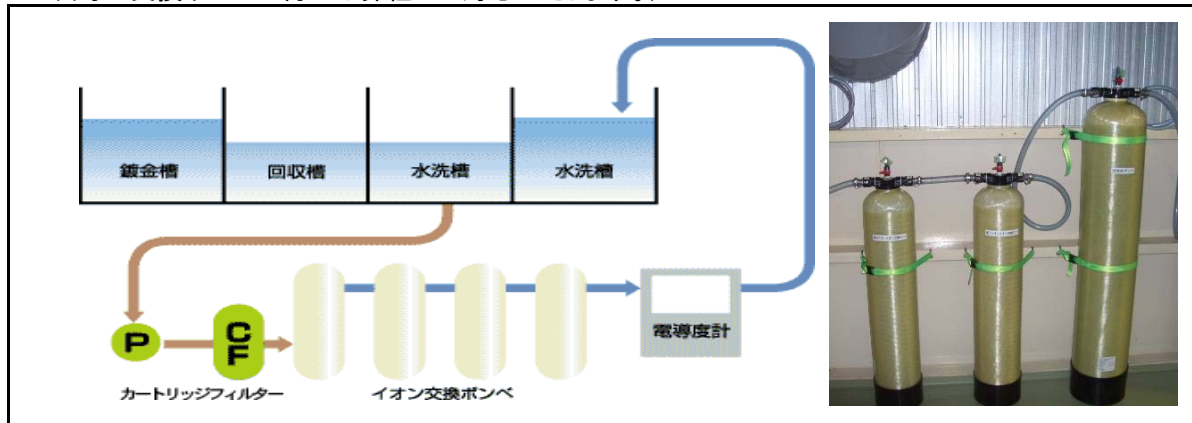 鍍金槽
回収槽
水洗槽
水洗槽
P
CF
カートリッジフィルター
イオン交換ボンベ
電導度計